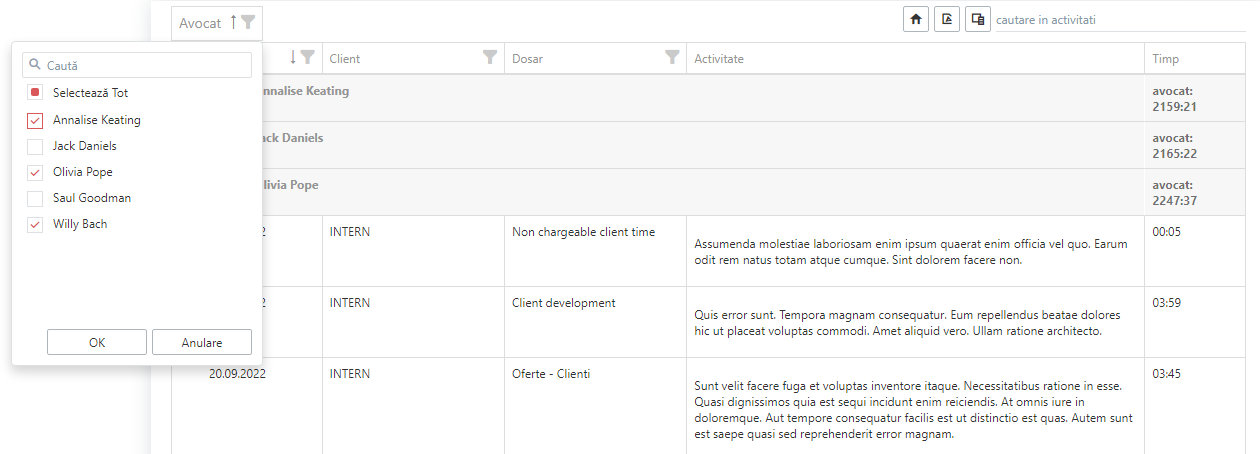 Avocat
cautare in activitati
Caută
Selectează Tot
Annalise Keating
Jack Daniels
Olivia Pope
Saul Goodman
Willy Bach
OK
Anulare
Client
Dosar
Activitate
Timp
nnalise Keating
avocat:
2159:21
ack Daniels
avocat:
2165:22
livia Pope
avocat:
2247:37
2
INTERN
Non chargeable client time
Assumenda molestiae laboriosam enim ipsum quaerat enim officia vel quo. Earum
odit rem natus totam atque cumque. Sint dolorem facere non.
00:05
2
INTERN
Client development
Quis error sunt. Tempora magnam consequatur. Eum repellendus beatae dolores
hic ut placeat voluptas commodi. Amet aliquid vero. Ullam ratione architecto.
03:59
20.09.2022
INTERN
Oferte - Clienti
Sunt velit facere fuga et voluptas inventore itaque. Necessitatibus ratione in esse.
Quasi dignissimos quia est sequi incidunt enim reiciendis. At omnis iure in
doloremque. Aut tempore consequatur facilis est ut distinctio est quas. Autem sunt
est saepe quasi sed reprehenderit error magnam.
03:45